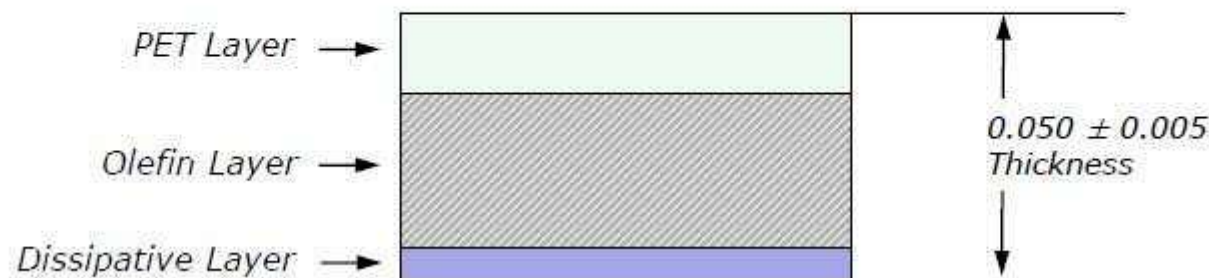 PET Layer
Olefin Layer
Dissipative Layer
0.050 ± 0.005
Thickness